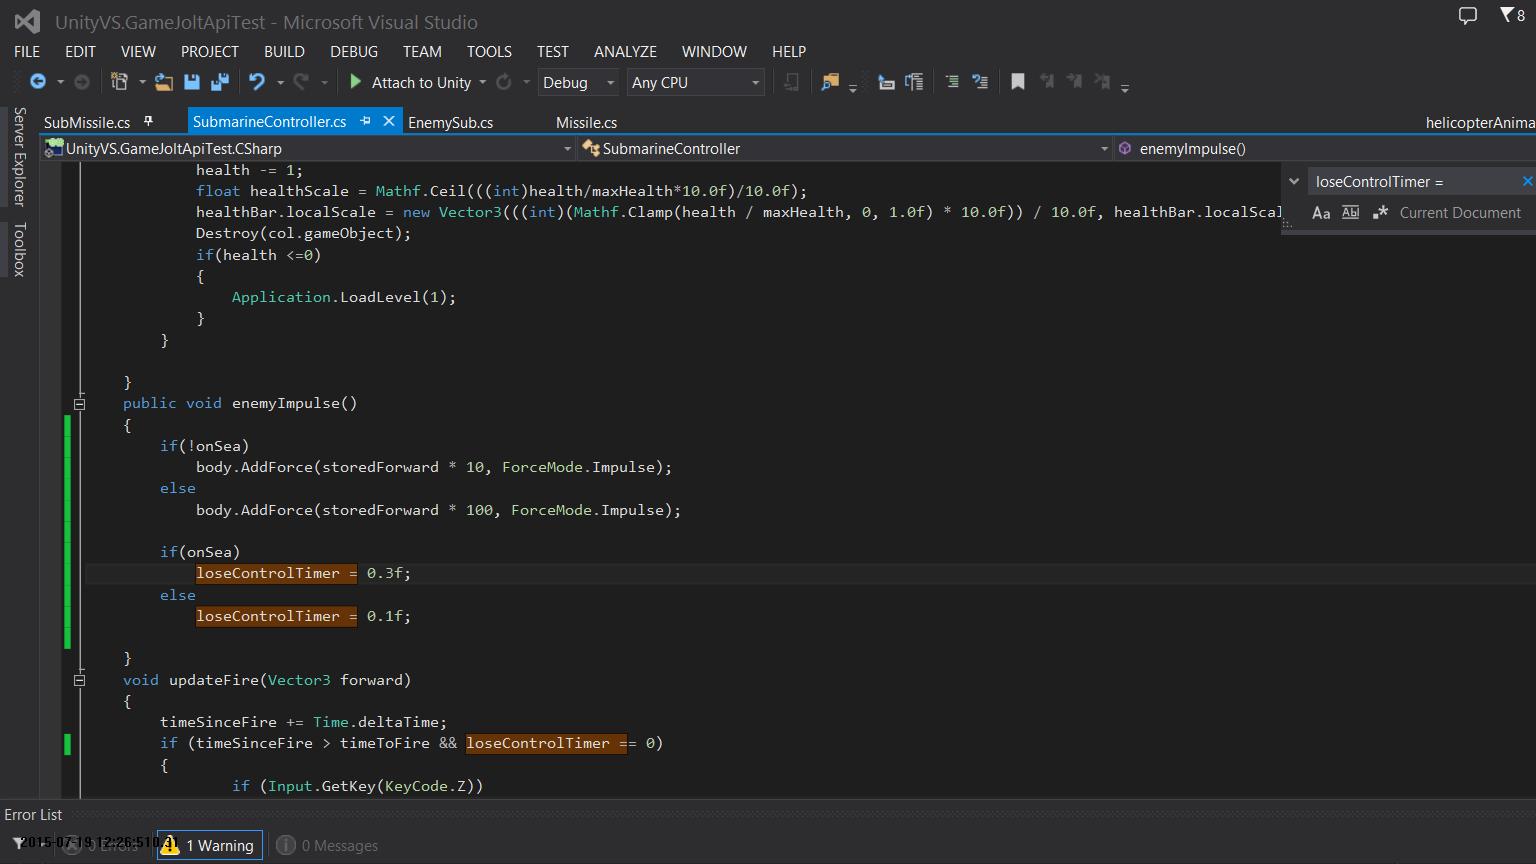 UnityVS.GameJoltApiTest - Microsoft Visual Studio
8
FILE EDIT VIEW PROJECT BUILD DEBUG TEAM TOOLS TEST ANALYZE WINDOW HELP
Attach to Unity Debug Any CPU
Server Explorer
Toolbox
SubMissile.cs SubmarineController.cs EnemySub.cs Missile.cs helicopterAnima
UnityVS.GameJoltApiTest.CSharp SubmarineController enemyImpulse()
loseControlTimer =
Aa Abl .* Current Document
health -= 1;
float healthScale = Mathf.Ceil(((int)health/maxHealth*10.0f)/10.0f);
healthBar.localScale = new Vector3(((int)(Mathf.Clamp(health / maxHealth, 0, 1.0f) * 10.0f)) / 10.0f, healthBar.localScal
Destroy(col.gameObject);
if(health <=0)
{
Application.LoadLevel(1);
}
}
}
public void enemyImpulse()
{
if(!onSea)
body.AddForce(storedForward * 10, ForceMode.Impulse);
else
body.AddForce(storedForward * 100, ForceMode.Impulse);
if(onSea)
loseControlTimer = 0.3f;
else
loseControlTimer = 0.1f;
}
void updateFire(Vector3 forward)
{
timeSinceFire += Time.deltaTime;
if (timeSinceFire > timeToFire && loseControlTimer == 0)
{
if (Input.GetKey(KeyCode.Z))
Error List
0 Errors 1 Warning 0 Messages